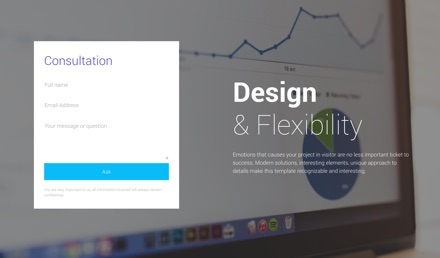 Consultation
Full name
Email Address
Your message or question
Ask
Design
& Flexibility
Emotions that causes your project in visitor are no less important ticket to
success. Modern solutions, interesting elements, unique approach to
details make this template recognizable and interesting.